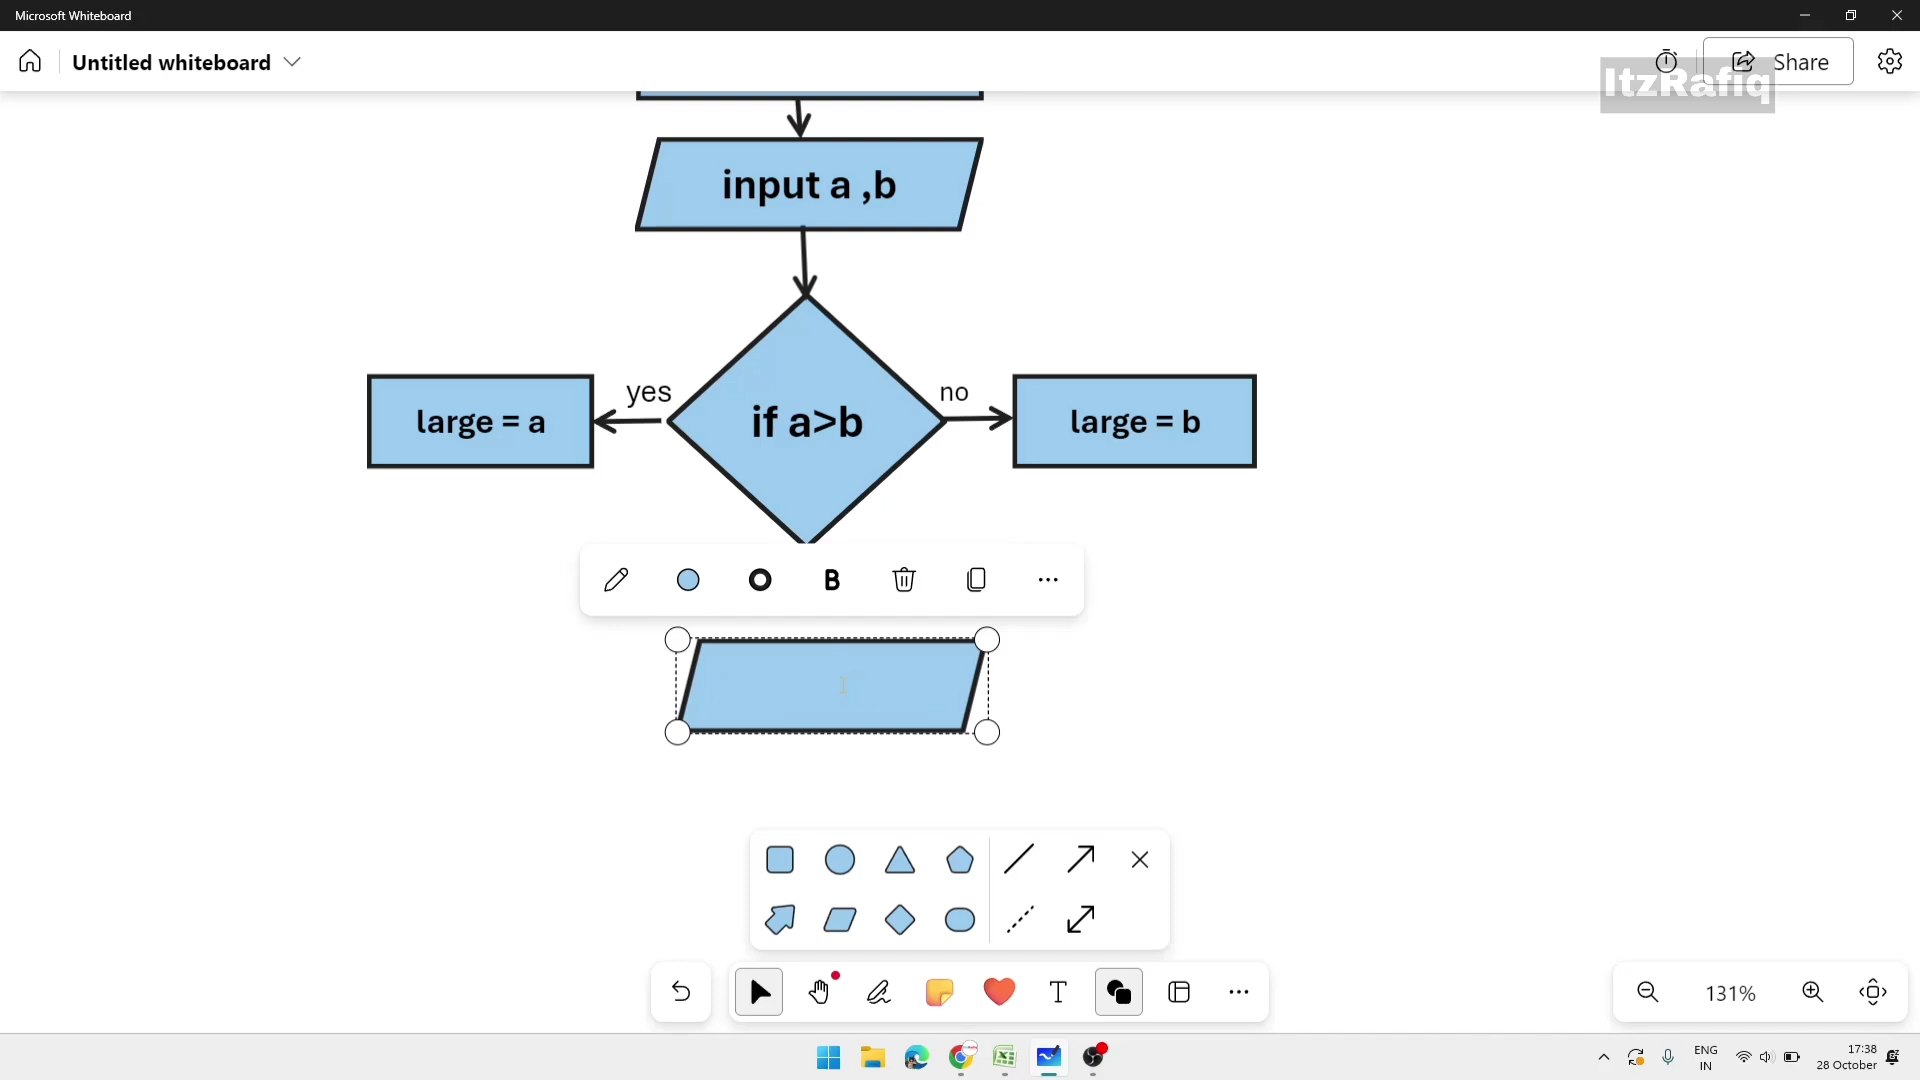 Microsoft Whiteboard
Untitled whiteboard
Share
ItzRafiq
input a ,b
yes
no
large = a
if a>b
large = b
B
T
131%
ENG
IN
17:38
28 October